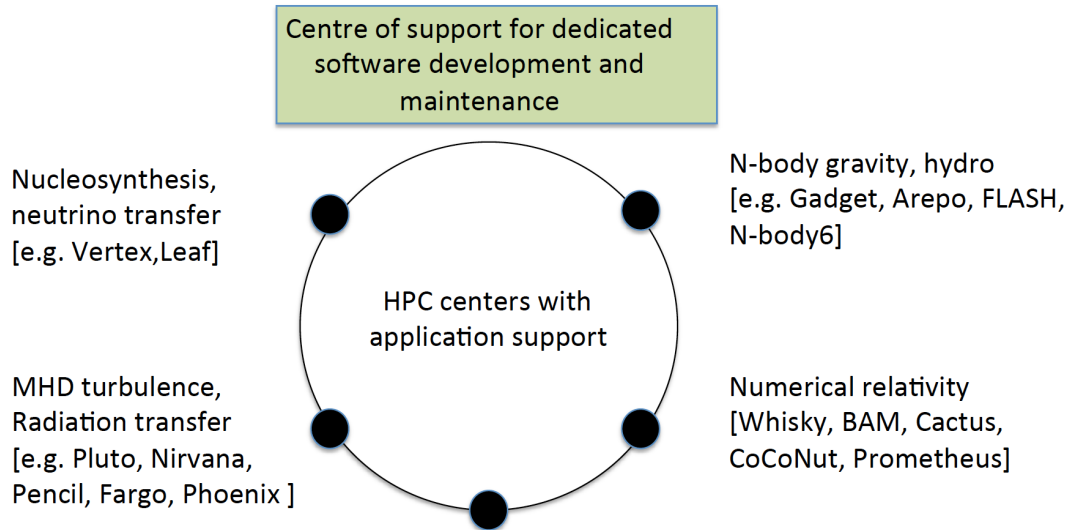 Centre of support for dedicated
software development and
maintenance
Nucleosynthesis,
neutrino transfer
[e.g. Vertex,Leaf]
N-body gravity, hydro
[e.g. Gadget, Arepo, FLASH,
N-body6]
HPC centers with
application support
MHD turbulence,
Radiation transfer
[e.g. Pluto, Nirvana,
Pencil, Fargo, Phoenix ]
Numerical relativity
[Whisky, BAM, Cactus,
CoCoNut, Prometheus]